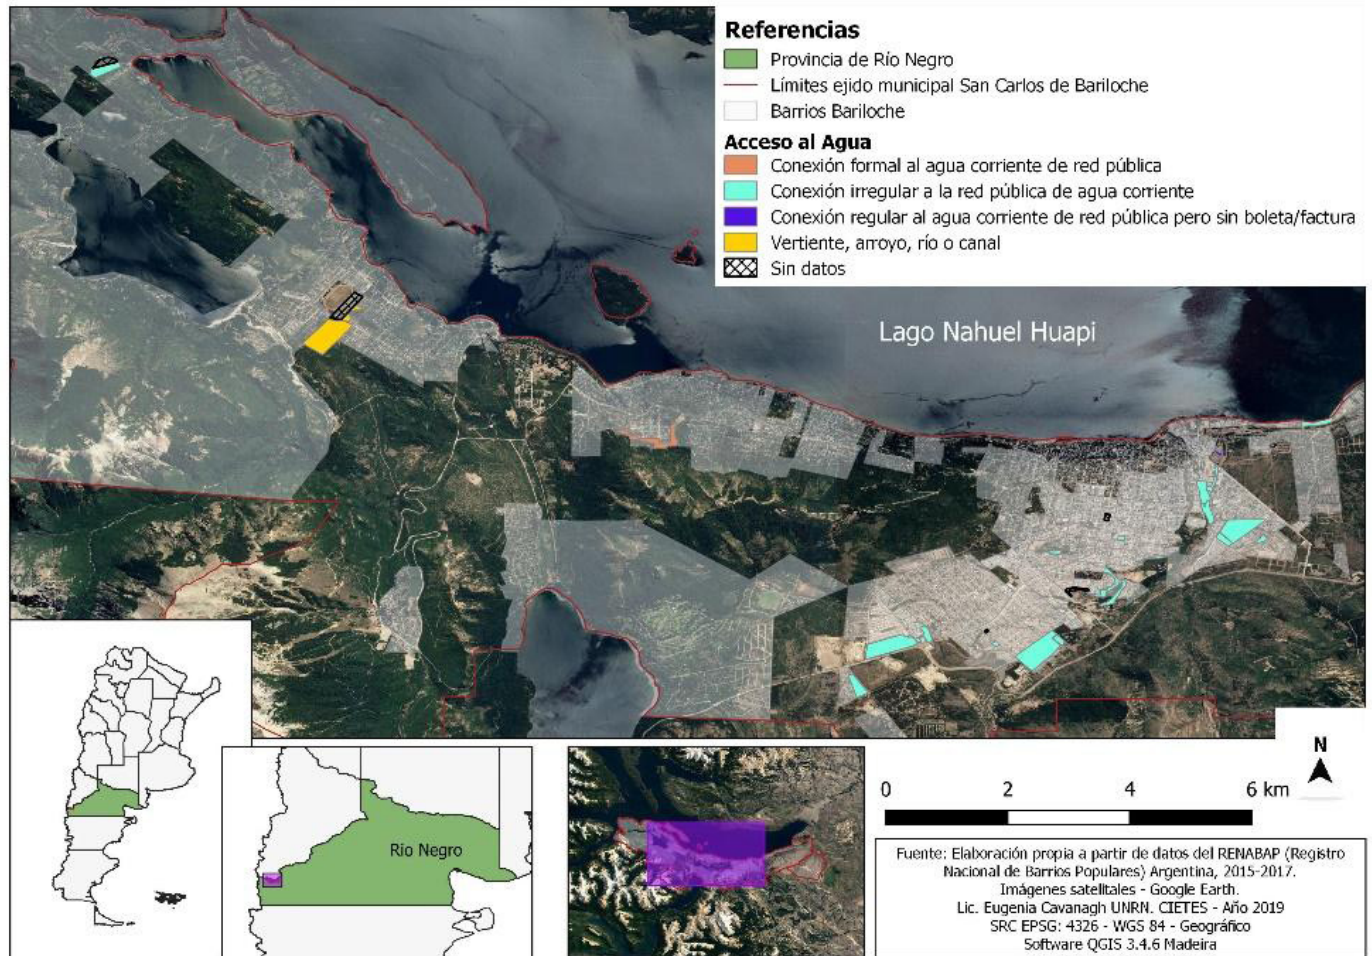 Referencias
Provincia de Río Negro
Límites ejido municipal San Carlos de Bariloche
Barrios Bariloche
Acceso al Agua
Conexión formal al agua corriente de red pública
Conexión irregular a la red pública de agua corriente
Conexión regular al agua corriente de red pública pero sin boleta/factura
Vertiente, arroyo, río o canal
Sin datos
Lago Nahuel Huapi
Río Negro
N
0 2 4 6 km
Fuente: Elaboración propia a partir de datos del RENABAP (Registro
Nacional de Barrios Populares) Argentina, 2015-2017.
Imágenes satelitales - Google Earth.
Lic. Eugenia Cavanagh UNRN. CIETES - Año 2019
SRC EPSG: 4326 - WGS 84 - Geográfico
Software QGIS 3.4.6 Madeira